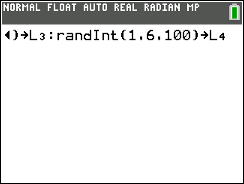 NORMAL FLOAT AUTO REAL RADIAN MP
◂)→L₃:randInt(1,6,100)→L₄